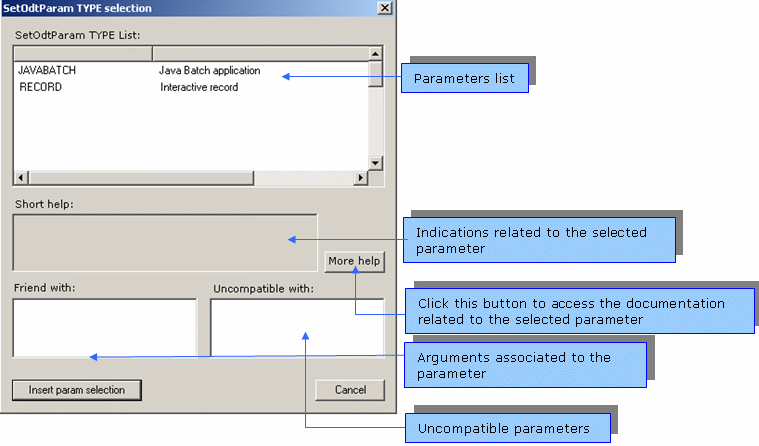 SetOdtParam TYPE selection
SetOdtParam TYPE List:
JAVABATCH Java Batch application
RECORD Interactive record
Parameters list
Short help:
Indications related to the selected
parameter
More help
Friend with:
Uncompatible with:
Click this button to access the documentation
related to the selected parameter
Arguments associated to the
parameter
Insert param selection
Cancel
Uncompatible parameters